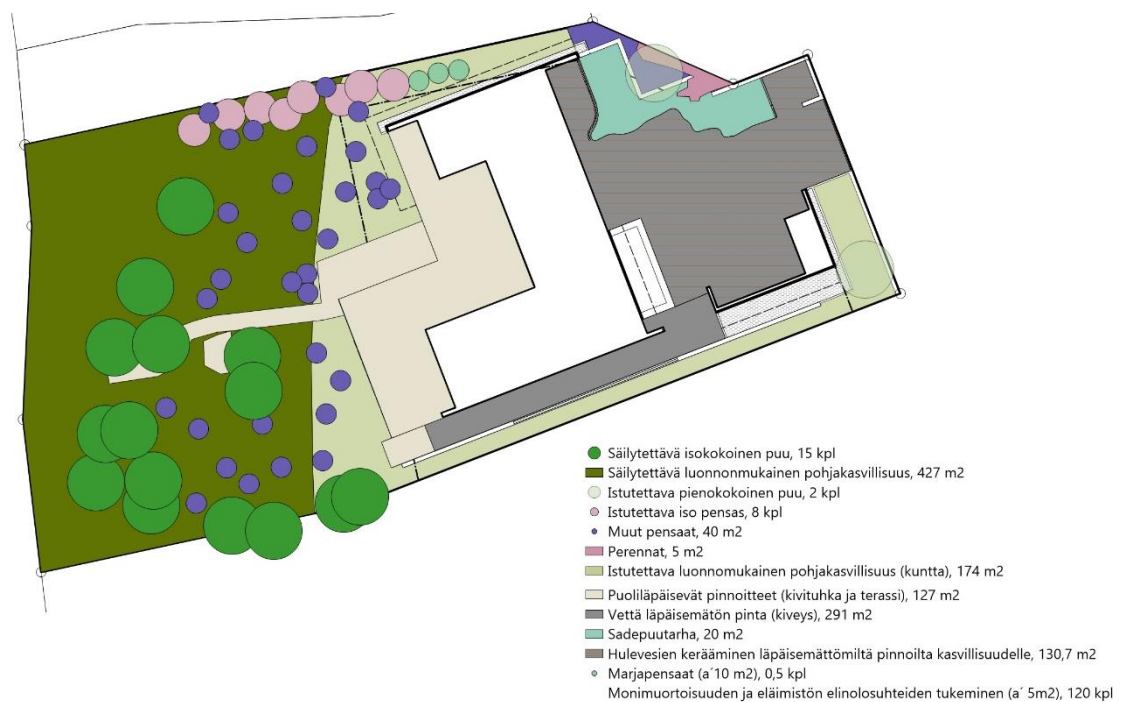 Säilytettävä isokokoinen puu, 15 kpl
Säilytettävä luonnonmukainen pohjakasvillisuus, 427 m2
Istutettava pienokokoinen puu, 2 kpl
Istutettava iso pensas, 8 kpl
Muut pensaat, 40 m2
Perennat, 5 m2
Istutettava luonnomukainen pohjakasvillisuus (kuntta), 174 m2
Puoliläpäisevät pinnoitteet (kivituhka ja terassi), 127 m2
Vettä läpäisemätön pinta (kiveys), 291 m2
Sadepuutarha, 20 m2
Hulevesien kerääminen läpäisemättömiltä pinnoilta kasvillisuudelle, 130,7 m2
Marjapensaat (a´10 m2), 0,5 kpl
Monimuortoisuuden ja eläimistön elinolosuhteiden tukeminen (a´ 5m2), 120 kpl